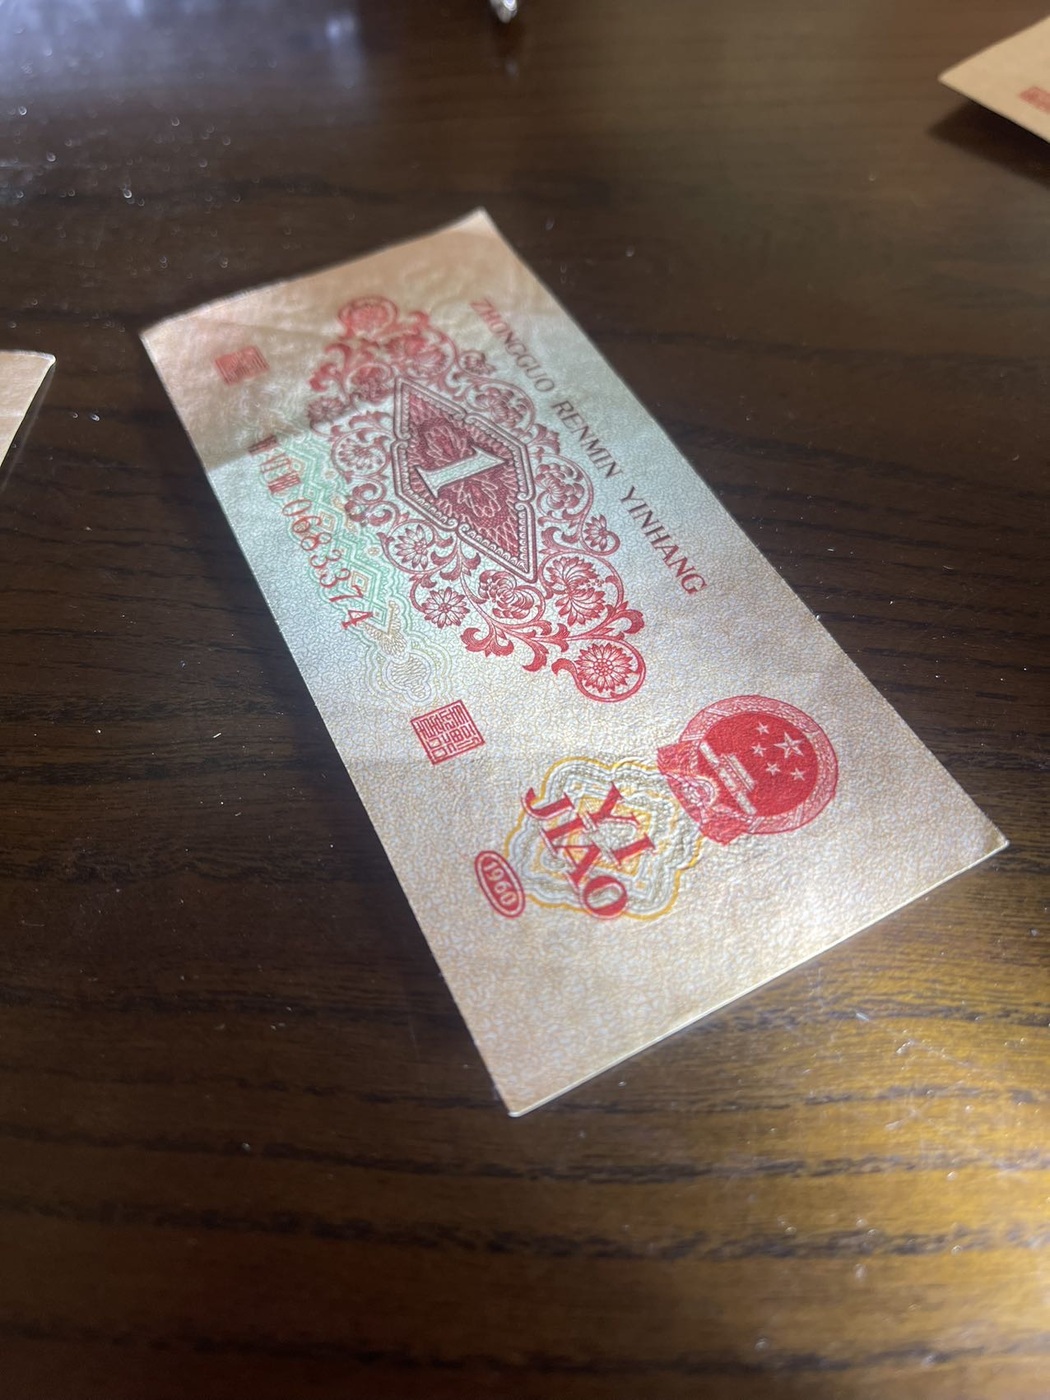 ZHONGGUO RENMIN YINHANG
1
0683374
YI
JIAO
1960